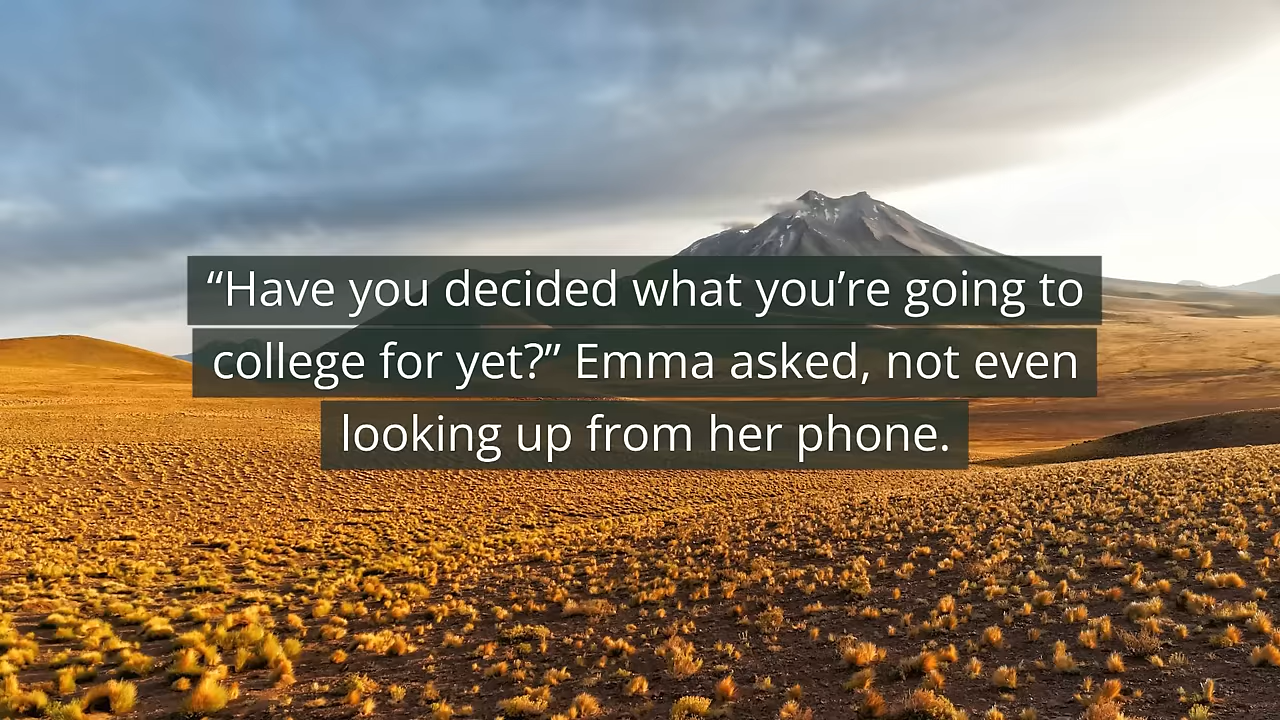 “Have you decided what you’re going to
college for yet?” Emma asked, not even
looking up from her phone.